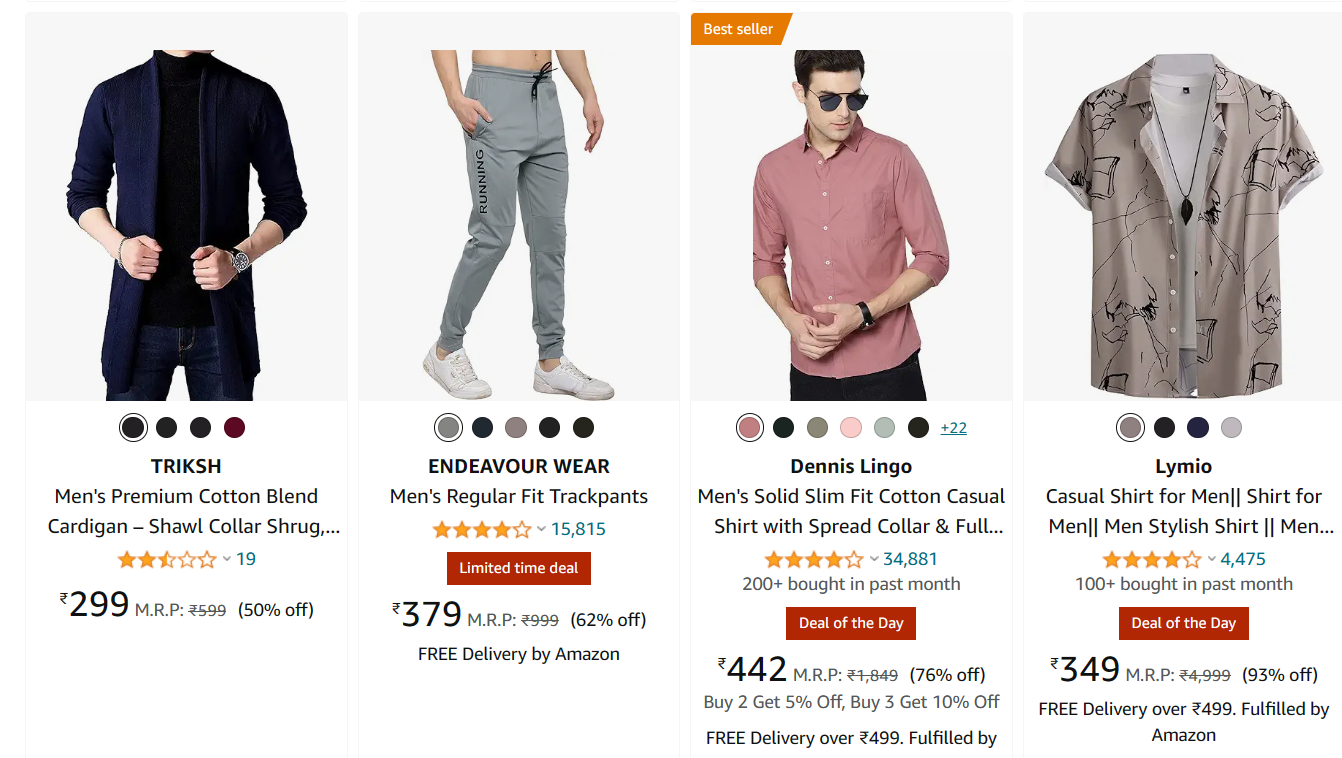 TRIKSH
Men's Premium Cotton Blend
Cardigan – Shawl Collar Shrug,...
19
₹299 M.R.P: ₹599 (50% off)
RUNNING
ENDEAVOUR WEAR
Men's Regular Fit Trackpants
15,815
Limited time deal
₹379 M.R.P: ₹999 (62% off)
FREE Delivery by Amazon
Best seller
+22
Dennis Lingo
Men's Solid Slim Fit Cotton Casual
Shirt with Spread Collar & Full...
34,881
200+ bought in past month
Deal of the Day
₹442 M.R.P: ₹1,849 (76% off)
Buy 2 Get 5% Off, Buy 3 Get 10% Off
FREE Delivery over ₹499. Fulfilled by
Lymio
Casual Shirt for Men|| Shirt for
Men|| Men Stylish Shirt || Men...
4,475
100+ bought in past month
Deal of the Day
₹349 M.R.P: ₹4,999 (93% off)
FREE Delivery over ₹499. Fulfilled by
Amazon